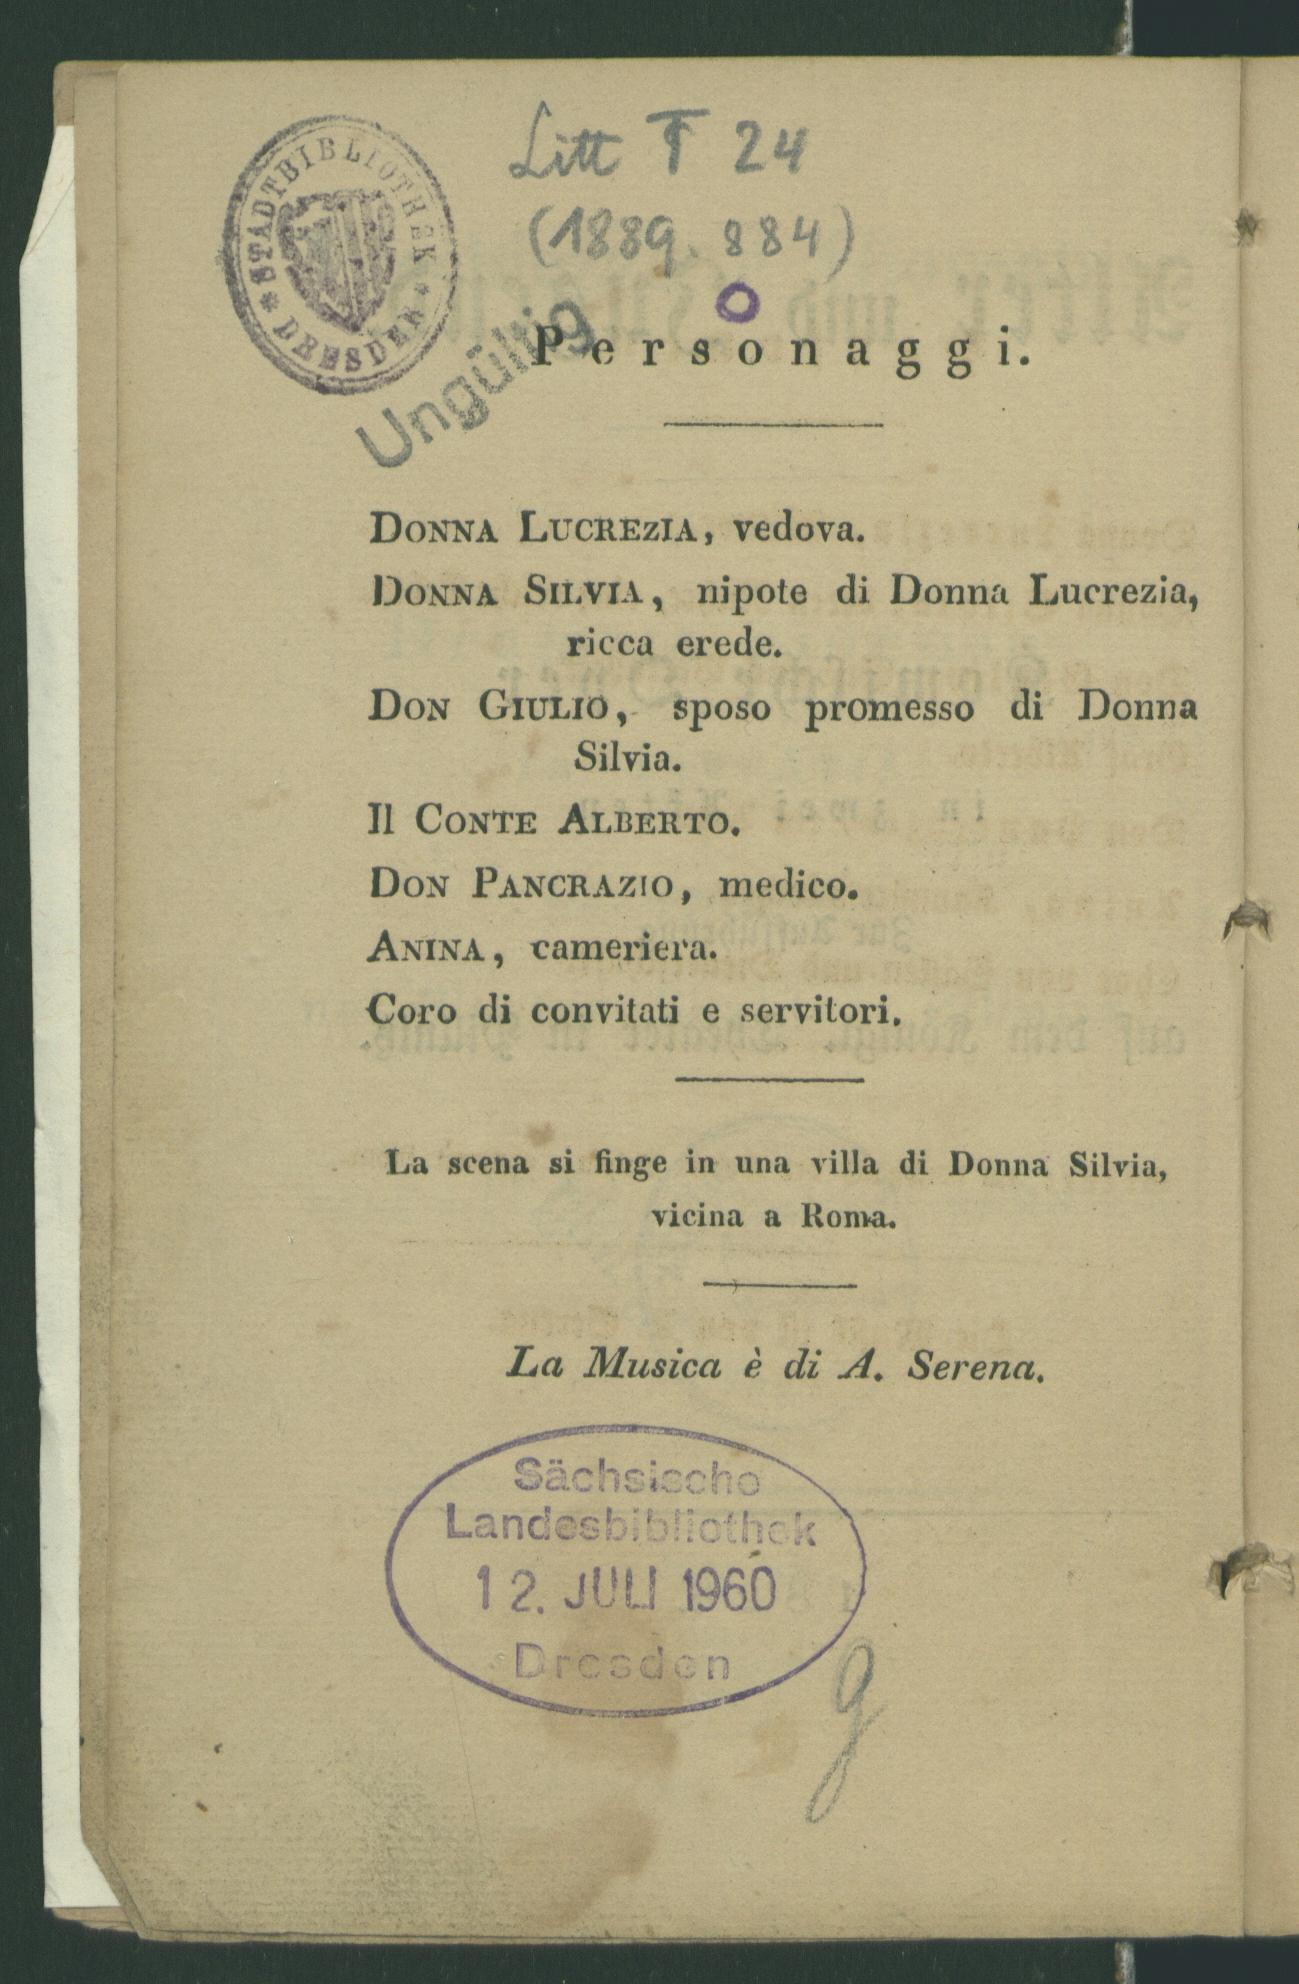 STADTBIBLIOTHEK
* DRESDEN *
Litt T 24
(1889. 884)
Ungültig
Personaggi.
DONNA LUCREZIA, vedova.
DONNA SILVIA, nipote di Donna Lucrezia,
ricca erede.
DON GIULIO, sposo promesso di Donna
Silvia.
Il CONTE ALBERTO.
DON PANCRAZIO, medico.
ANINA, cameriera.
Coro di convitati e servitori.
La scena si finge in una villa di Donna Silvia,
vicina a Roma.
La Musica è di A. Serena.
Sächsische
Landesbibliothek
12. JULI 1960
Dresden
g